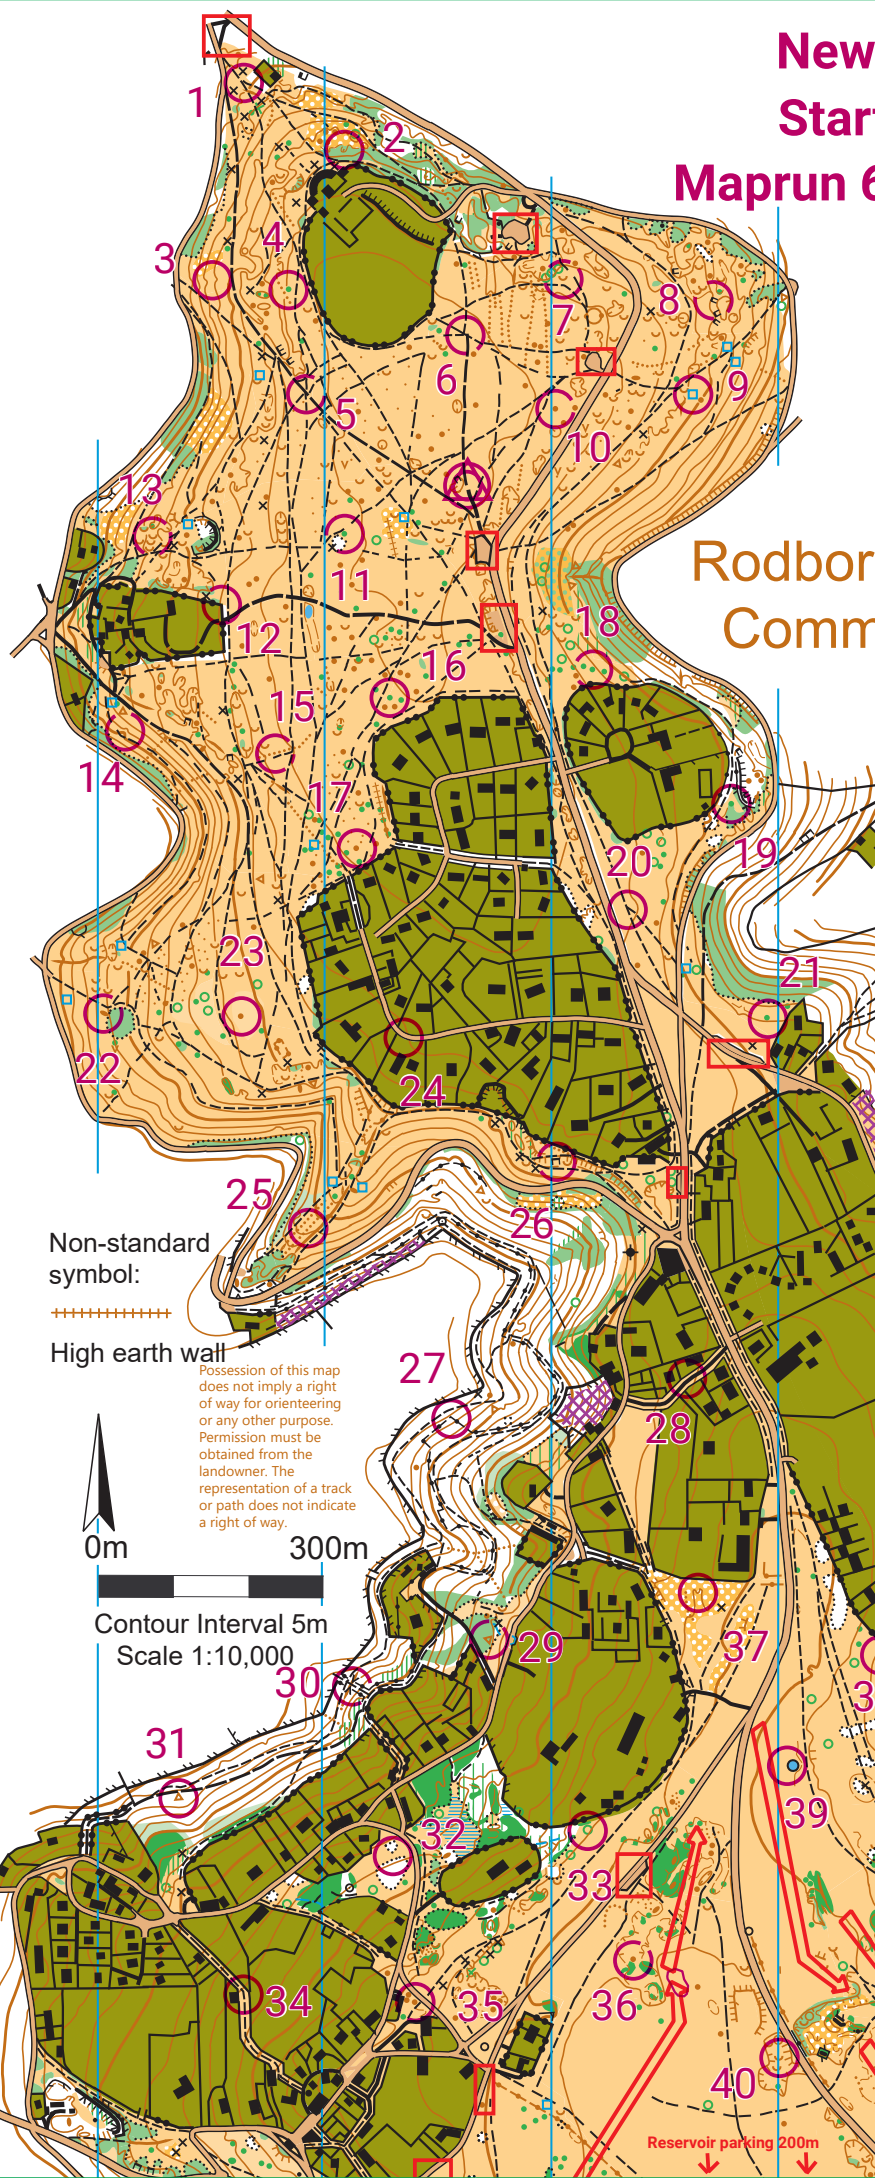 New
Start
Maprun 6
1
2
3
4
5
6
7
8
9
10
11
12
13
14
15
16
17
18
19
20
21
22
23
24
25
26
27
28
29
30
31
32
33
34
35
36
37
39
40
Rodbor
Comm
Non-standard
symbol:
High earth wall
Possession of this map
does not imply a right
of way for orienteering
or any other purpose.
Permission must be
obtained from the
landowner. The
representation of a track
or path does not indicate
a right of way.
0m 300m
Contour Interval 5m
Scale 1:10,000
3
Reservoir parking 200m